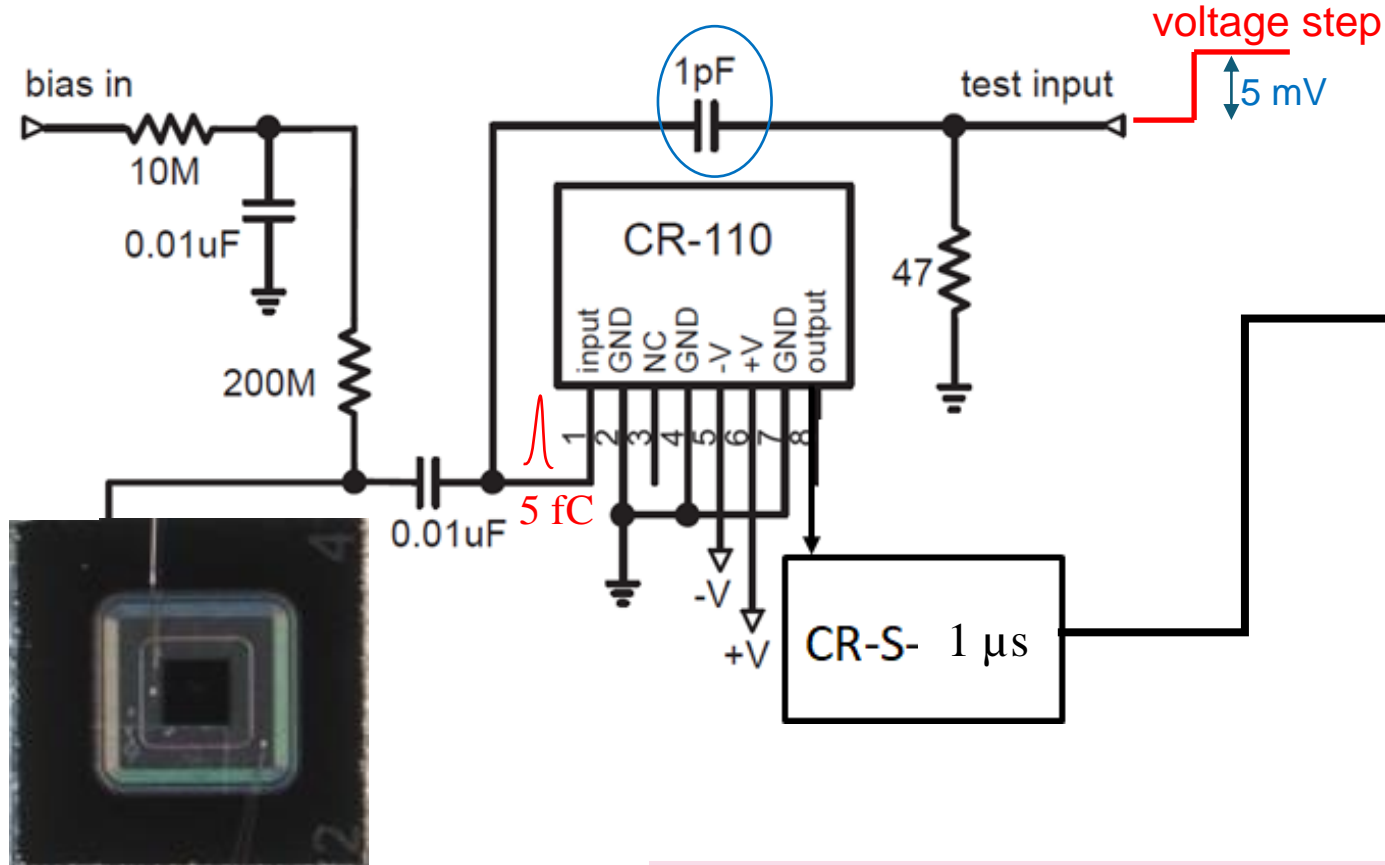 voltage step
5 mV
bias in
1pF
test input
10M
0.01uF
CR-110
47
input
GND
NC
GND
-V
+V
GND
output
200M
1
2
3
4
5
6
7
8
5 fC
0.01uF
-V
+V
CR-S- 1 µs
4
2